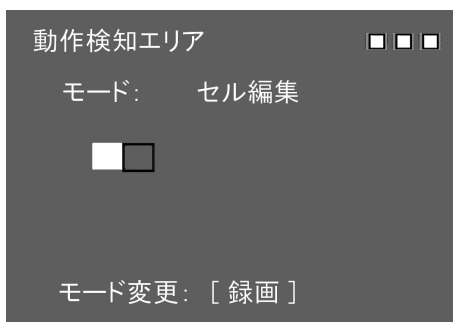 動作検知エリア
モード: セル編集
モード変更: [ 録画 ]